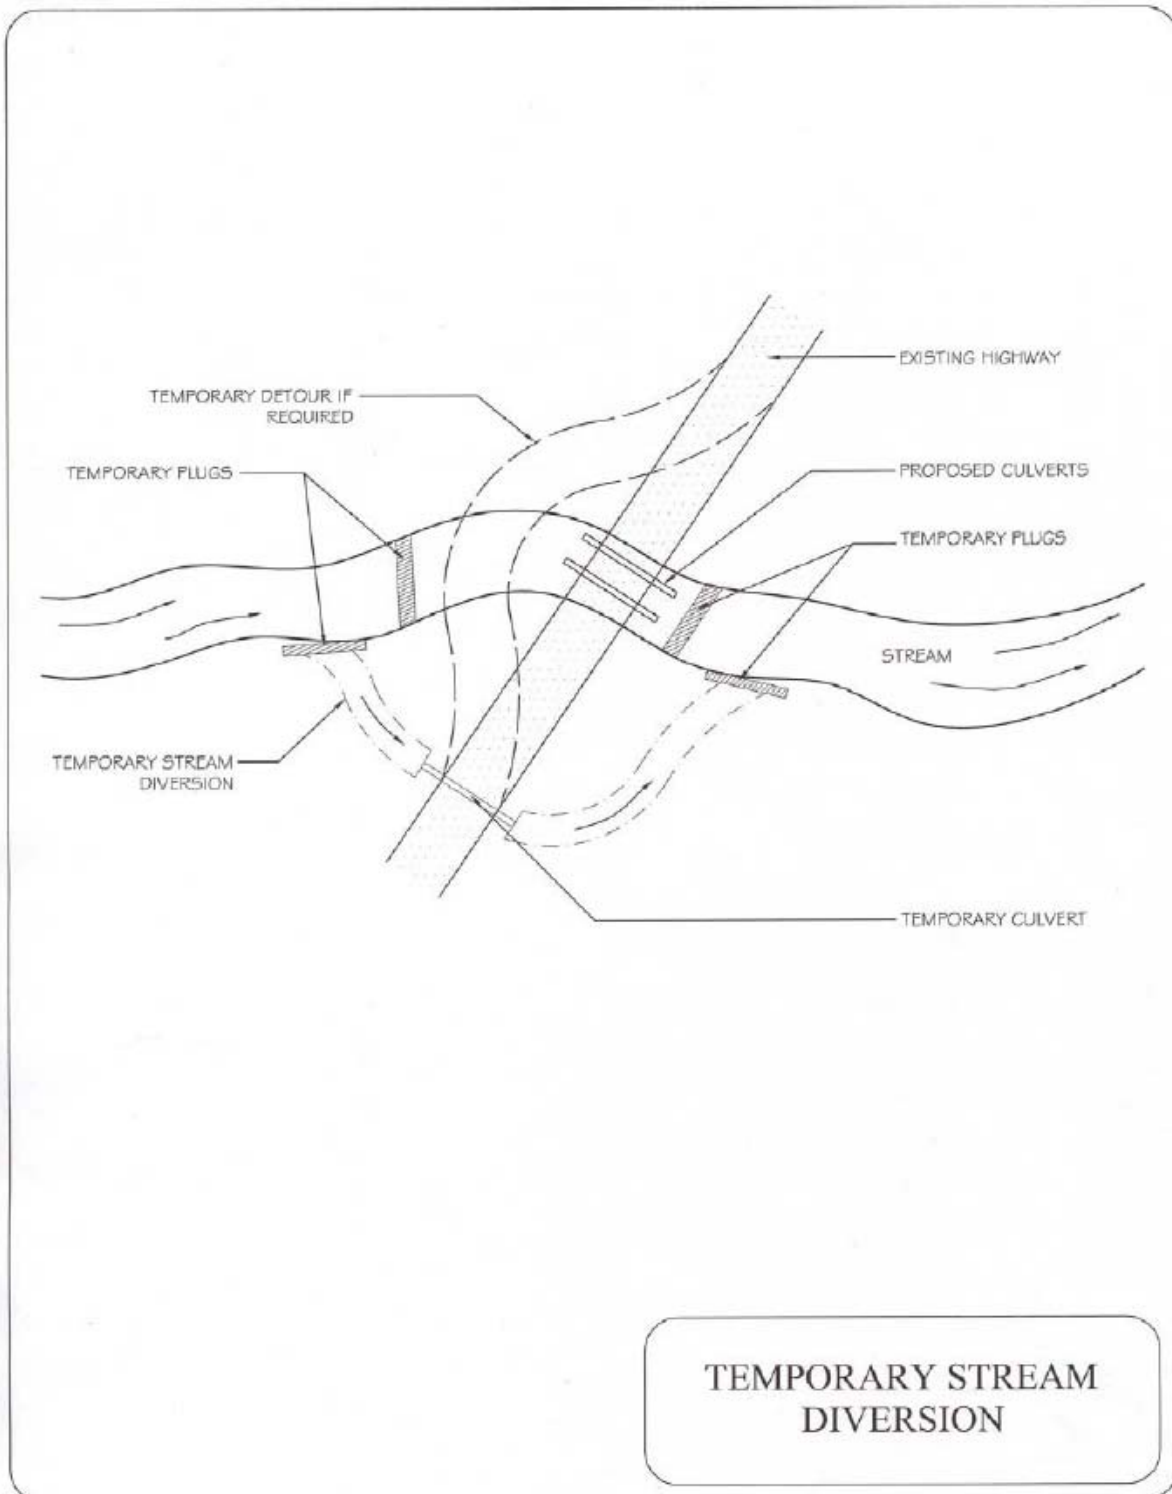 EXISTING HIGHWAY
TEMPORARY DETOUR IF
REQUIRED
TEMPORARY PLUGS
PROPOSED CULVERTS
TEMPORARY PLUGS
STREAM
TEMPORARY STREAM
DIVERSION
TEMPORARY CULVERT
TEMPORARY STREAM
DIVERSION